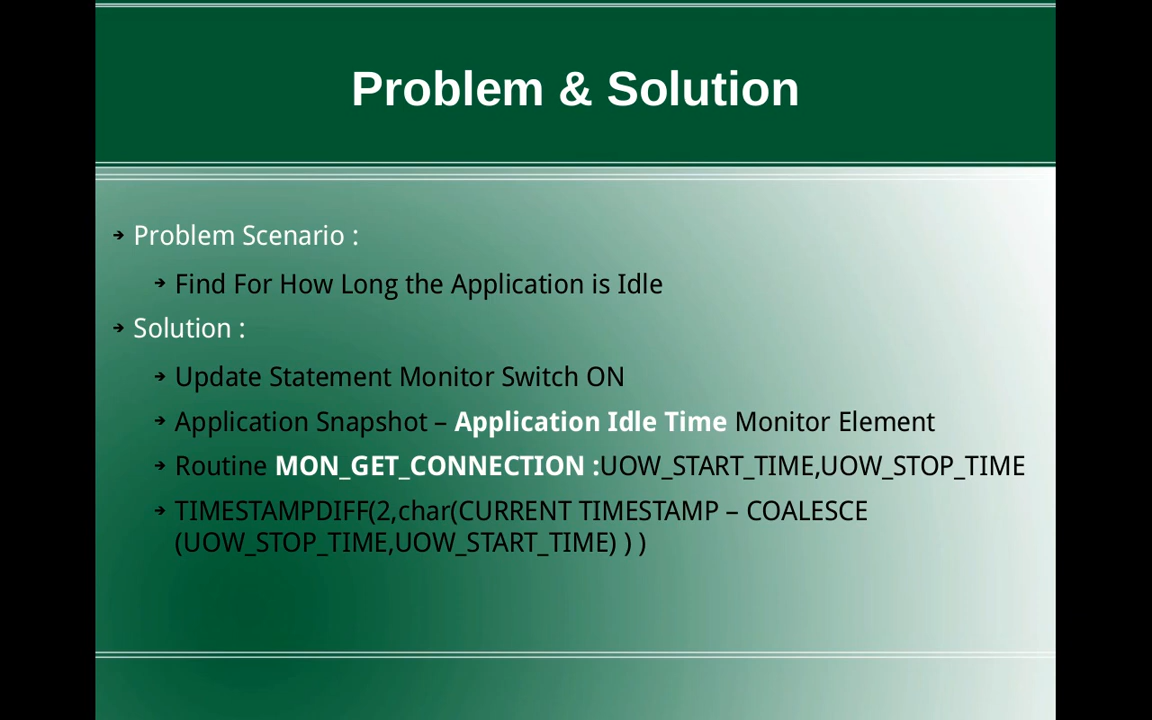 Problem & Solution
Problem Scenario :
Find For How Long the Application is Idle
Solution :
Update Statement Monitor Switch ON
Application Snapshot – Application Idle Time Monitor Element
Routine MON_GET_CONNECTION :UOW_START_TIME,UOW_STOP_TIME
TIMESTAMPDIFF(2,char(CURRENT TIMESTAMP – COALESCE
(UOW_STOP_TIME,UOW_START_TIME) ) )